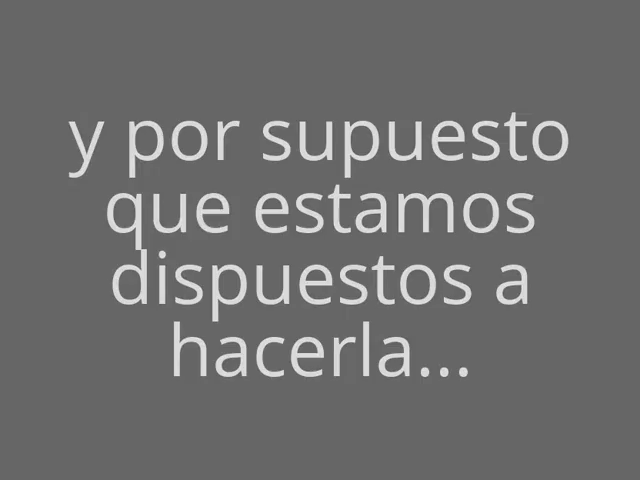 y por supuesto
que estamos
dispuestos a
hacerla...